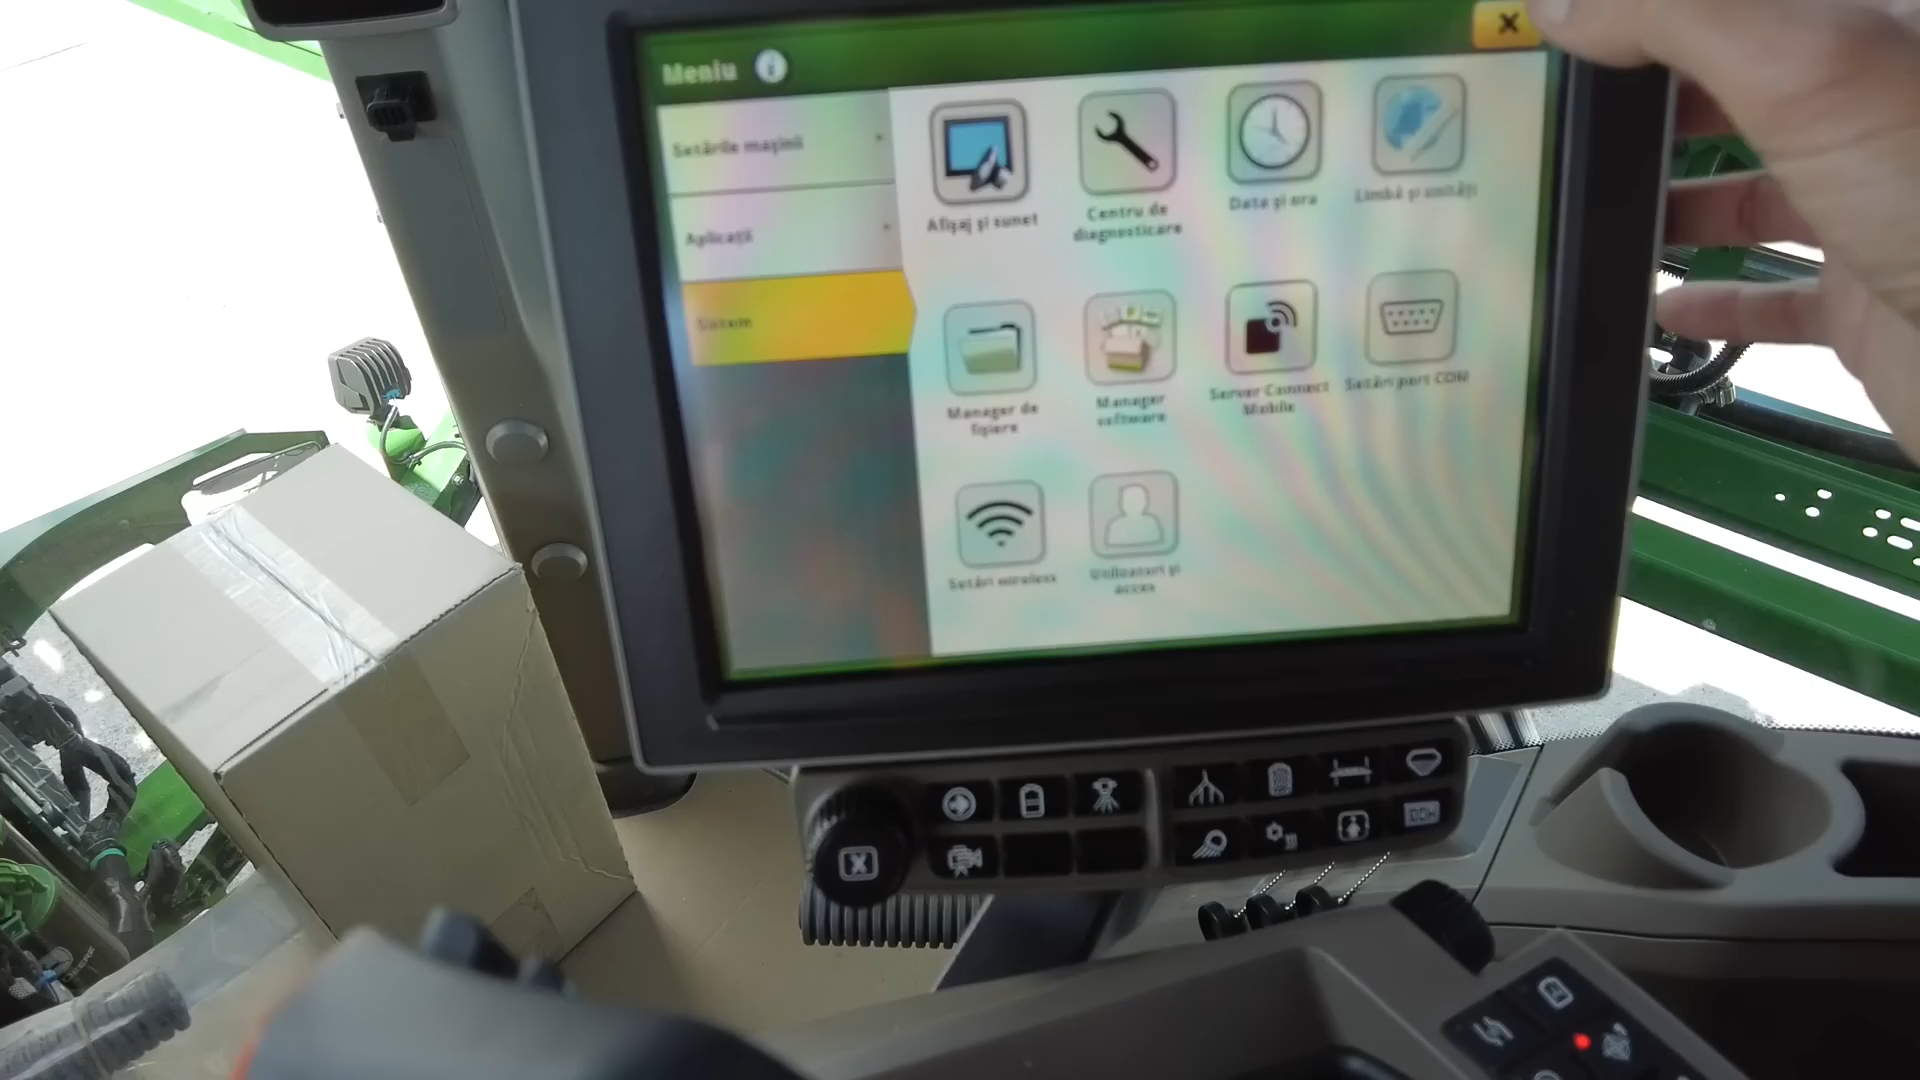 Meniu
Setările mașinii
Aplicații
Sistem
Afișaj și sunet
Centru de
diagnosticare
Data și ora
Limbă și unități
Manager de
fișiere
Manager
software
Server Connect
Mobile
Setări port COM
Setări wireless
Utilizatori și
acces